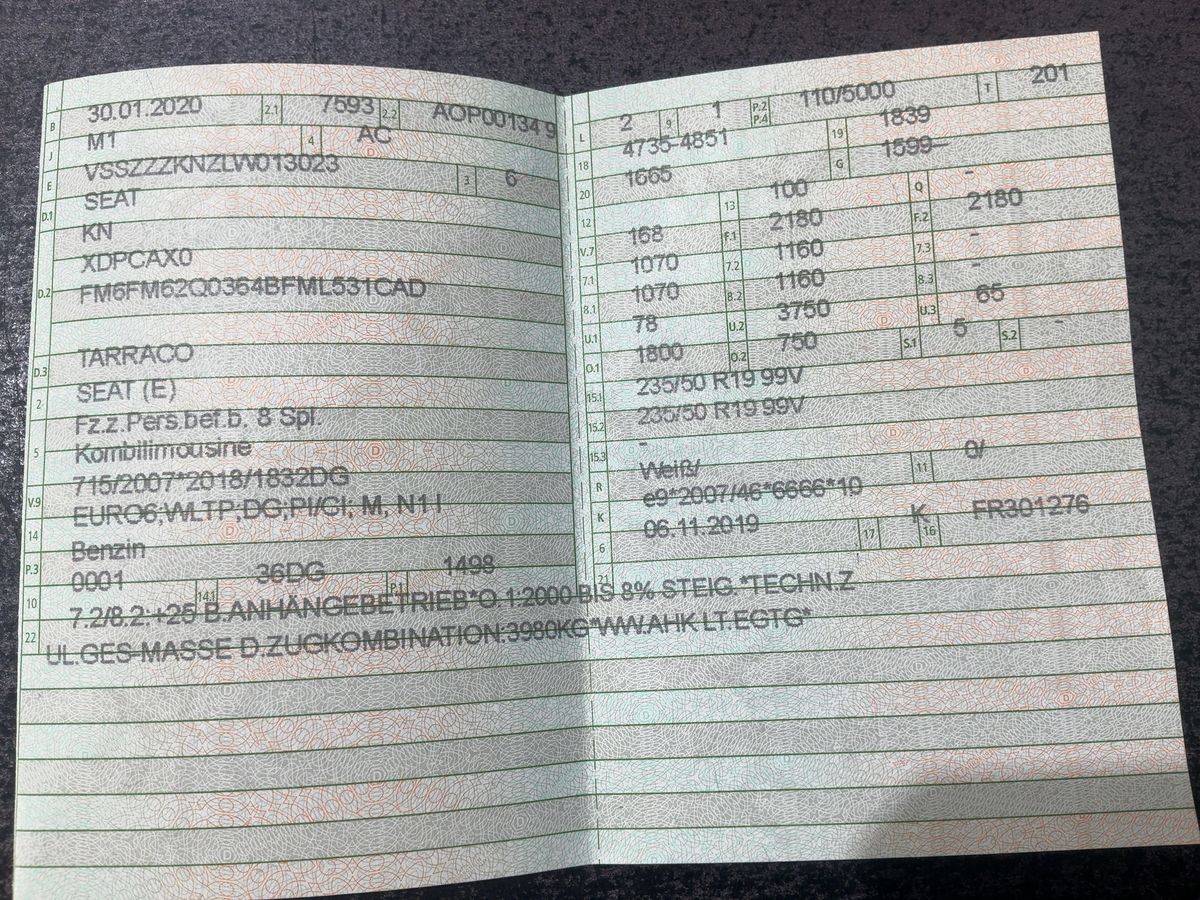 B 30.01.2020 2.1 7593 2.2 AOP00134 9
J M1 4 AC
E VSSZZZKNZLW013023 3 6
D.1 SEAT
KN
D.2 XDPCAX0
FM6FM62Q0364BFML531CAD
D.3 TARRACO
2 SEAT (E)
5 Fz.z.Pers.bef.b. 8 Spl.
Kombilimousine
V.9 715/2007*2018/1832DG
14 EURO6;WLTP;DG;PI/CI; M, N1 I
P.3 Benzin
10 0001 14.1 36DG P.1 1498
L 2 9 1 P.2 P.4 110/5000 T 201
18 4735-4851 19 1839
20 1665 G 1599-
12 - 13 100 Q -
V.7 168 F.1 2180 F.2 2180
7.1 1070 7.2 1160 7.3 -
8.1 1070 8.2 1160 8.3 -
U.1 78 U.2 3750 U.3 65
O.1 1800 O.2 750 S.1 5 S.2 -
15.1 235/50 R19 99V
15.2 235/50 R19 99V
15.3 -
R Weiß/ 11 0/
K e9*2007/46*6666*10
6 06.11.2019 17 K 16 FR301276
21
22 7.2/8.2:+25 B.ANHÄNGEBETRIEB*O.1:2000 BIS 8% STEIG.*TECHN.Z
UL.GES-MASSE D.ZUGKOMBINATION:3980KG*WW.AHK LT.EGTG*